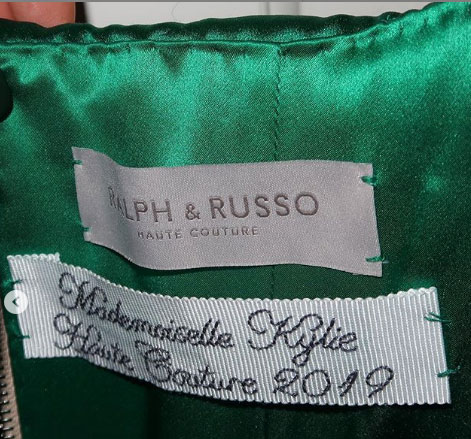 RALPH & RUSSO
HAUTE COUTURE
Mademoiselle Kylie
Haute Couture 2019